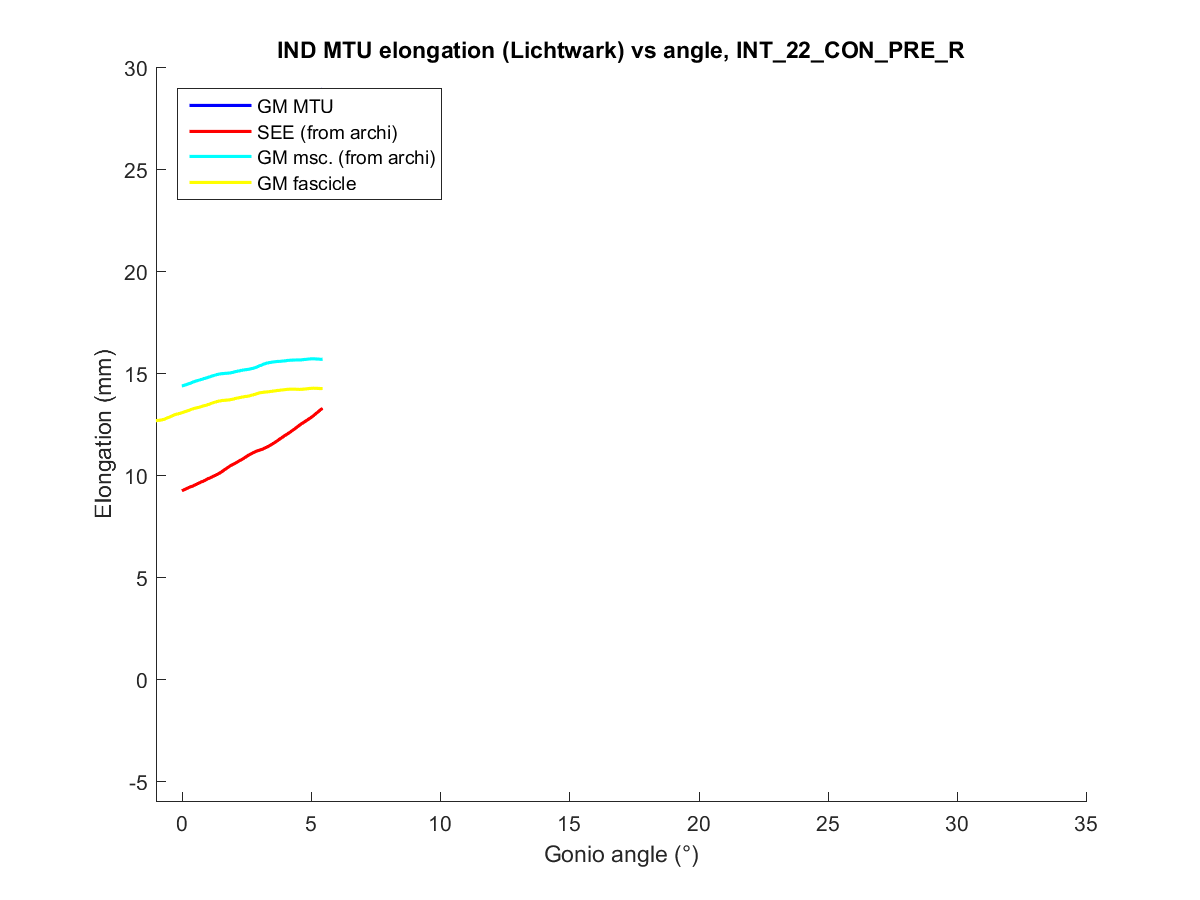 IND MTU elongation (Lichtwark) vs angle, INT_22_CON_PRE_R
30
25
20
15
10
5
0
-5
Elongation (mm)
GM MTU
SEE (from archi)
GM msc. (from archi)
GM fascicle
0 5 10 15 20 25 30 35
Gonio angle (°)